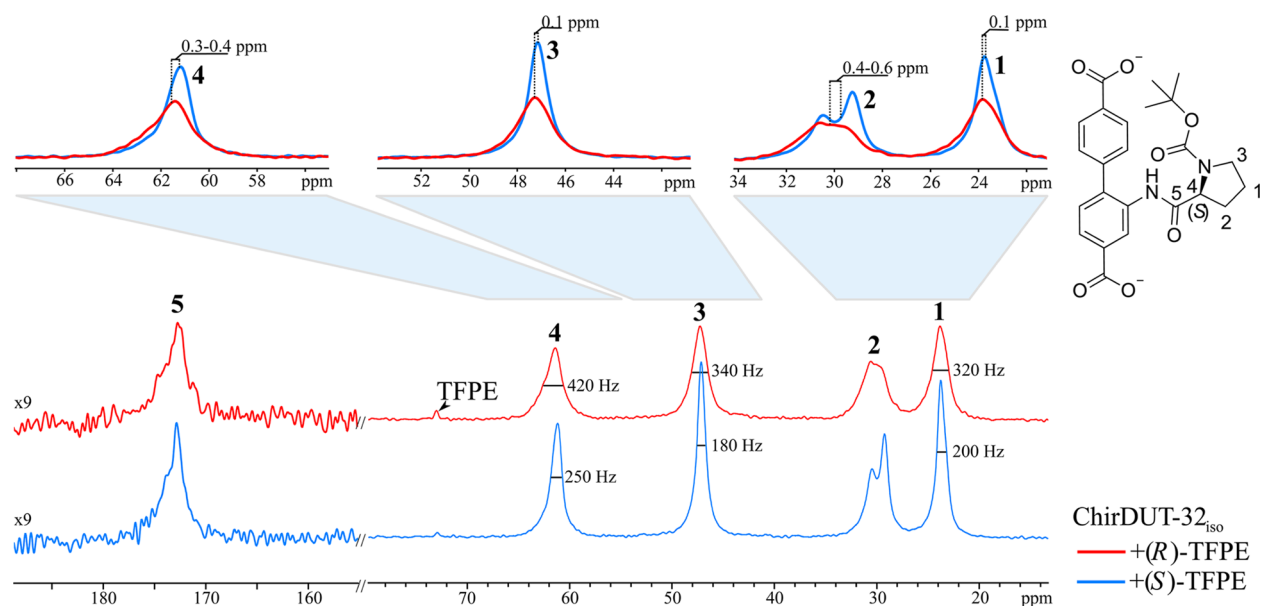 0.3-0.4 ppm
4
66 64 62 60 58 ppm
0.1 ppm
3
52 50 48 46 44 ppm
0.1 ppm
0.4-0.6 ppm
1
2
34 32 30 28 26 24 ppm
O
O⁻
O
O
N
3
H
N
4
5
1
(S)
2
O
O
O⁻
5
4
3
2
1
x9
TFPE
420 Hz
340 Hz
320 Hz
x9
250 Hz
180 Hz
200 Hz
180 170 160 70 60 50 40 30 20 ppm
ChirDUT-32iso
+(R)-TFPE
+(S)-TFPE